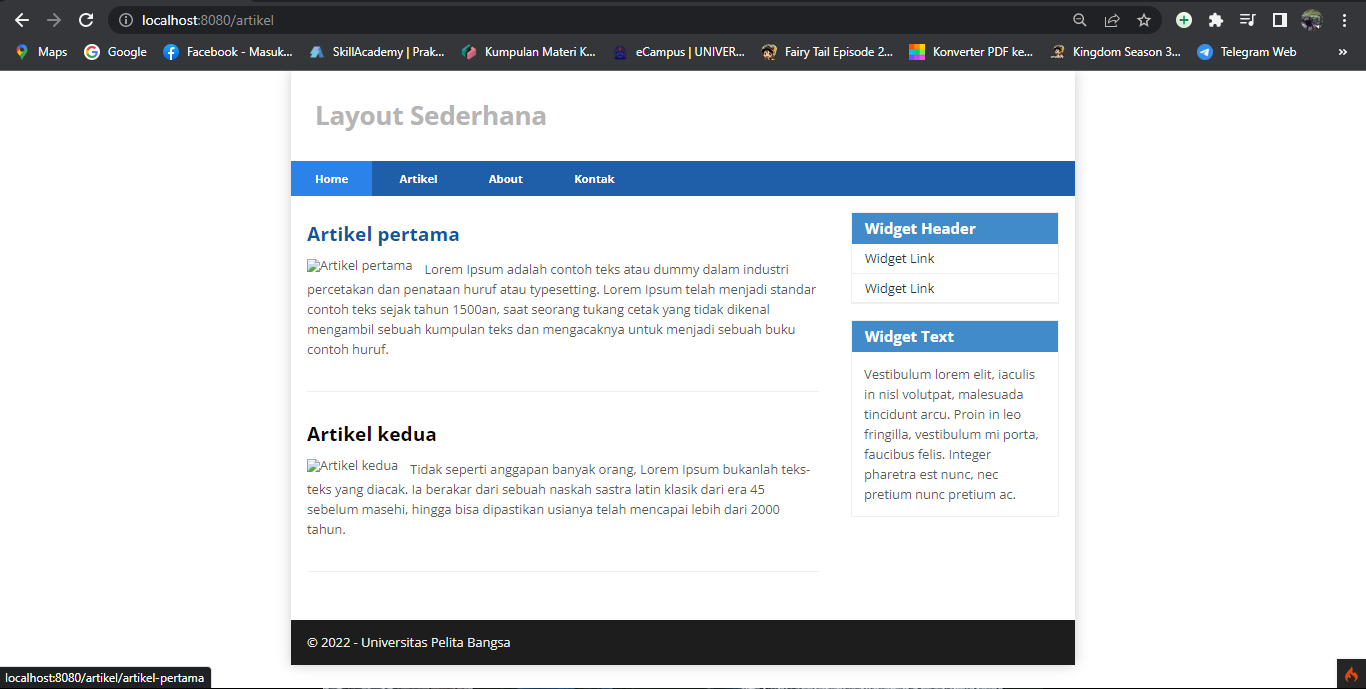 localhost:8080/artikel
Maps Google Facebook - Masuk... SkillAcademy | Prak... Kumpulan Materi K... eCampus | UNIVER... Fairy Tail Episode 2... Konverter PDF ke... Kingdom Season 3... Telegram Web »
Layout Sederhana
Home Artikel About Kontak
Artikel pertama
Artikel pertama Lorem Ipsum adalah contoh teks atau dummy dalam industri
percetakan dan penataan huruf atau typesetting. Lorem Ipsum telah menjadi standar
contoh teks sejak tahun 1500an, saat seorang tukang cetak yang tidak dikenal
mengambil sebuah kumpulan teks dan mengacaknya untuk menjadi sebuah buku
contoh huruf.
Artikel kedua
Artikel kedua Tidak seperti anggapan banyak orang, Lorem Ipsum bukanlah teks-
teks yang diacak. Ia berakar dari sebuah naskah sastra latin klasik dari era 45
sebelum masehi, hingga bisa dipastikan usianya telah mencapai lebih dari 2000
tahun.
Widget Header
Widget Link
Widget Link
Widget Text
Vestibulum lorem elit, iaculis
in nisl volutpat, malesuada
tincidunt arcu. Proin in leo
fringilla, vestibulum mi porta,
faucibus felis. Integer
pharetra est nunc, nec
pretium nunc pretium ac.
© 2022 - Universitas Pelita Bangsa
localhost:8080/artikel/artikel-pertama